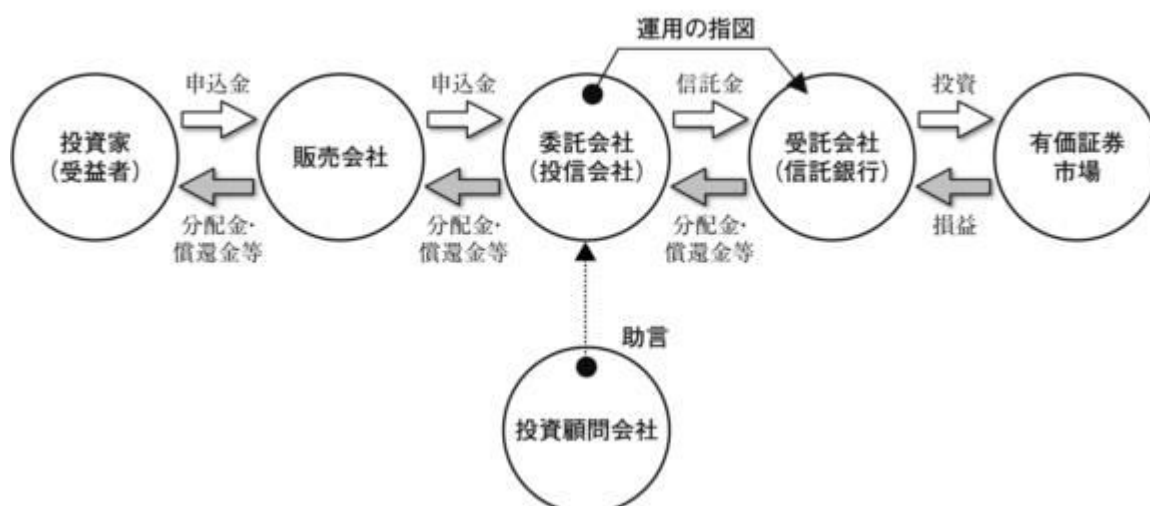 運用の指図
申込金
申込金
信託金
投資
投資家
（受益者）
販売会社
委託会社
（投信会社）
受託会社
（信託銀行）
有価証券
市場
分配金・
償還金等
分配金・
償還金等
分配金・
償還金等
損益
助言
投資顧問会社